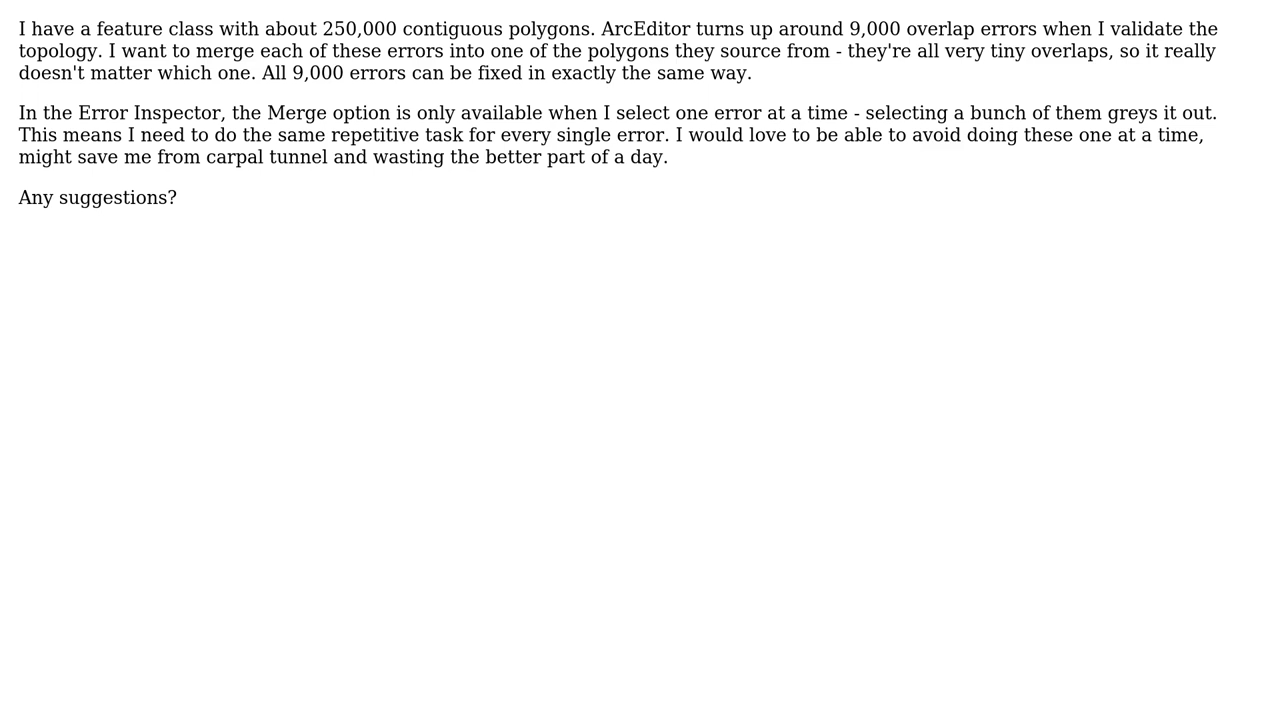 I have a feature class with about 250,000 contiguous polygons. ArcEditor turns up around 9,000 overlap errors when I validate the
topology. I want to merge each of these errors into one of the polygons they source from - they're all very tiny overlaps, so it really
doesn't matter which one. All 9,000 errors can be fixed in exactly the same way.
In the Error Inspector, the Merge option is only available when I select one error at a time - selecting a bunch of them greys it out.
This means I need to do the same repetitive task for every single error. I would love to be able to avoid doing these one at a time,
might save me from carpal tunnel and wasting the better part of a day.
Any suggestions?